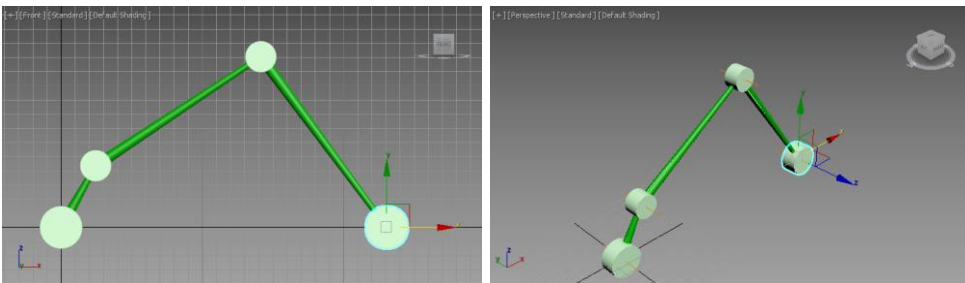 [+][Front][Standard][Default Shading]
[+][Perspective][Standard][Default Shading]
y
z
x
y
z
z
y
x